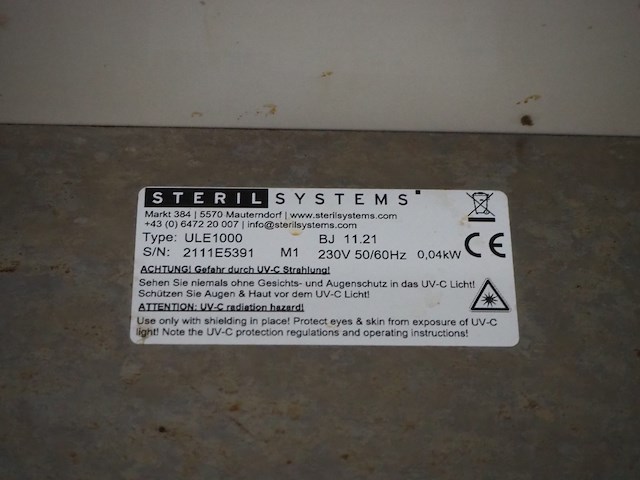 STERIL SYSTEMS
Markt 384 | 5570 Mauterndorf | www.sterilsystems.com
+43 (0) 6472 20 007 | info@sterilsystems.com
Type: ULE1000 BJ 11.21
S/N: 2111E5391 M1 230V 50/60Hz 0,04kW
CE
ACHTUNG! Gefahr durch UV-C Strahlung!
Sehen Sie niemals ohne Gesichts- und Augenschutz in das UV-C Licht!
Schützen Sie Augen & Haut vor dem UV-C Licht!
ATTENTION: UV-C radiation hazard!
Use only with shielding in place! Protect eyes & skin from exposure of UV-C
light! Note the UV-C protection regulations and operating instructions!